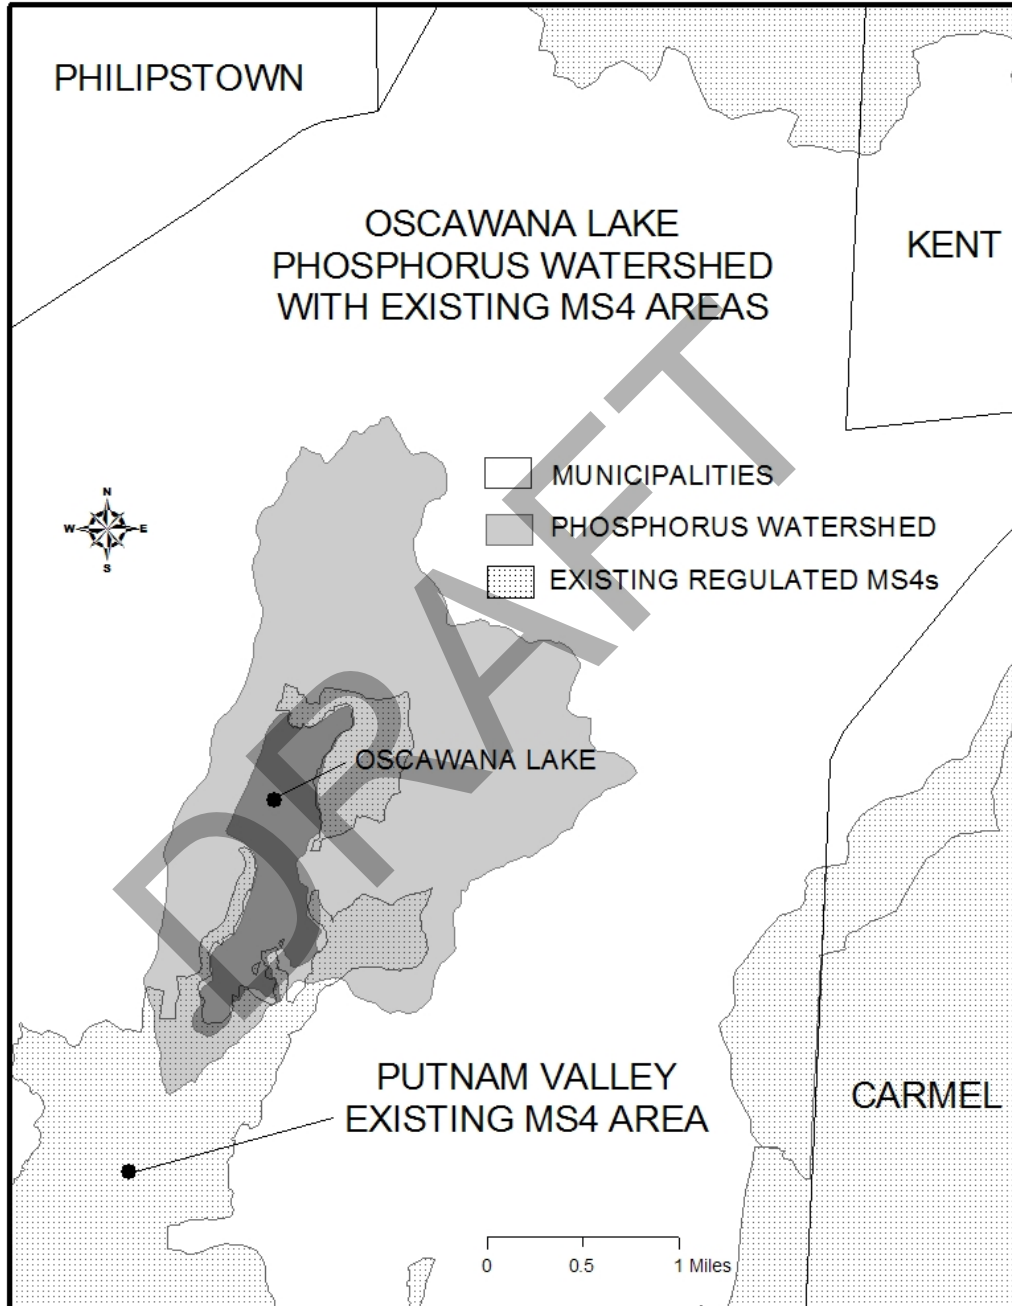 PHILIPSTOWN
OSCAWANA LAKE
PHOSPHORUS WATERSHED
WITH EXISTING MS4 AREAS
KENT
MUNICIPALITIES
PHOSPHORUS WATERSHED
EXISTING REGULATED MS4s
N
W E
S
DRAFT
OSCAWANA LAKE
PUTNAM VALLEY
EXISTING MS4 AREA
CARMEL
0 0.5 1 Miles